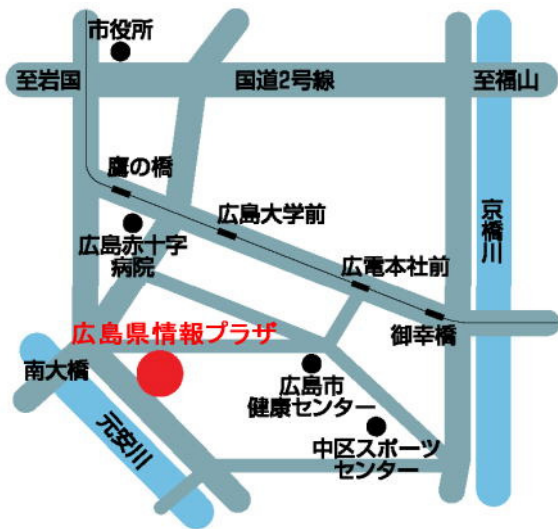 市役所
至岩国
国道2号線
至福山
鷹の橋
広島大学前
京橋川
広島赤十字
病院
広電本社前
御幸橋
広島県情報プラザ
南大橋
広島市
健康センター
元安川
中区スポーツ
センター